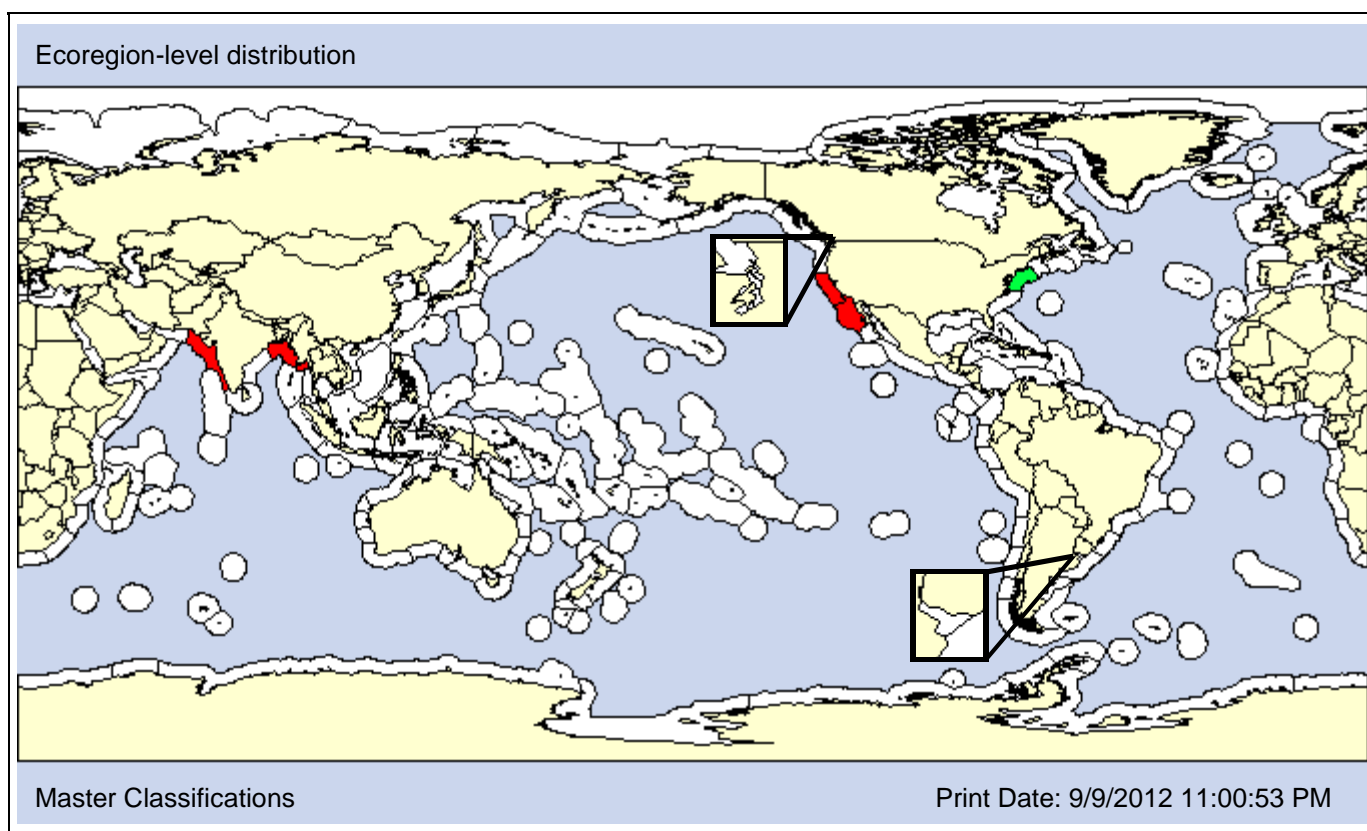 Ecoregion-level distribution
Master Classifications
Print Date: 9/9/2012 11:00:53 PM